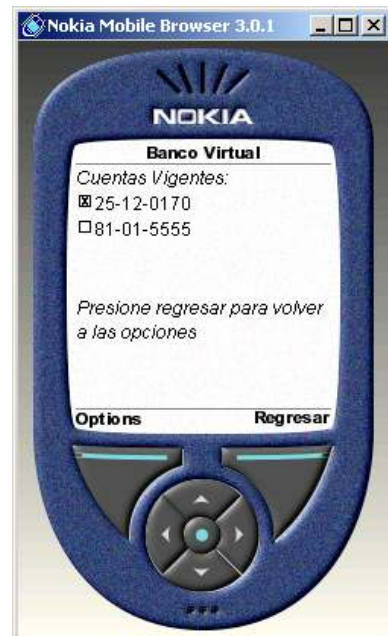 Nokia Mobile Browser 3.0.1
NOKIA
Banco Virtual
Cuentas Vigentes:
25-12-0170
81-01-5555
Presione regresar para volver
a las opciones
Options Regresar